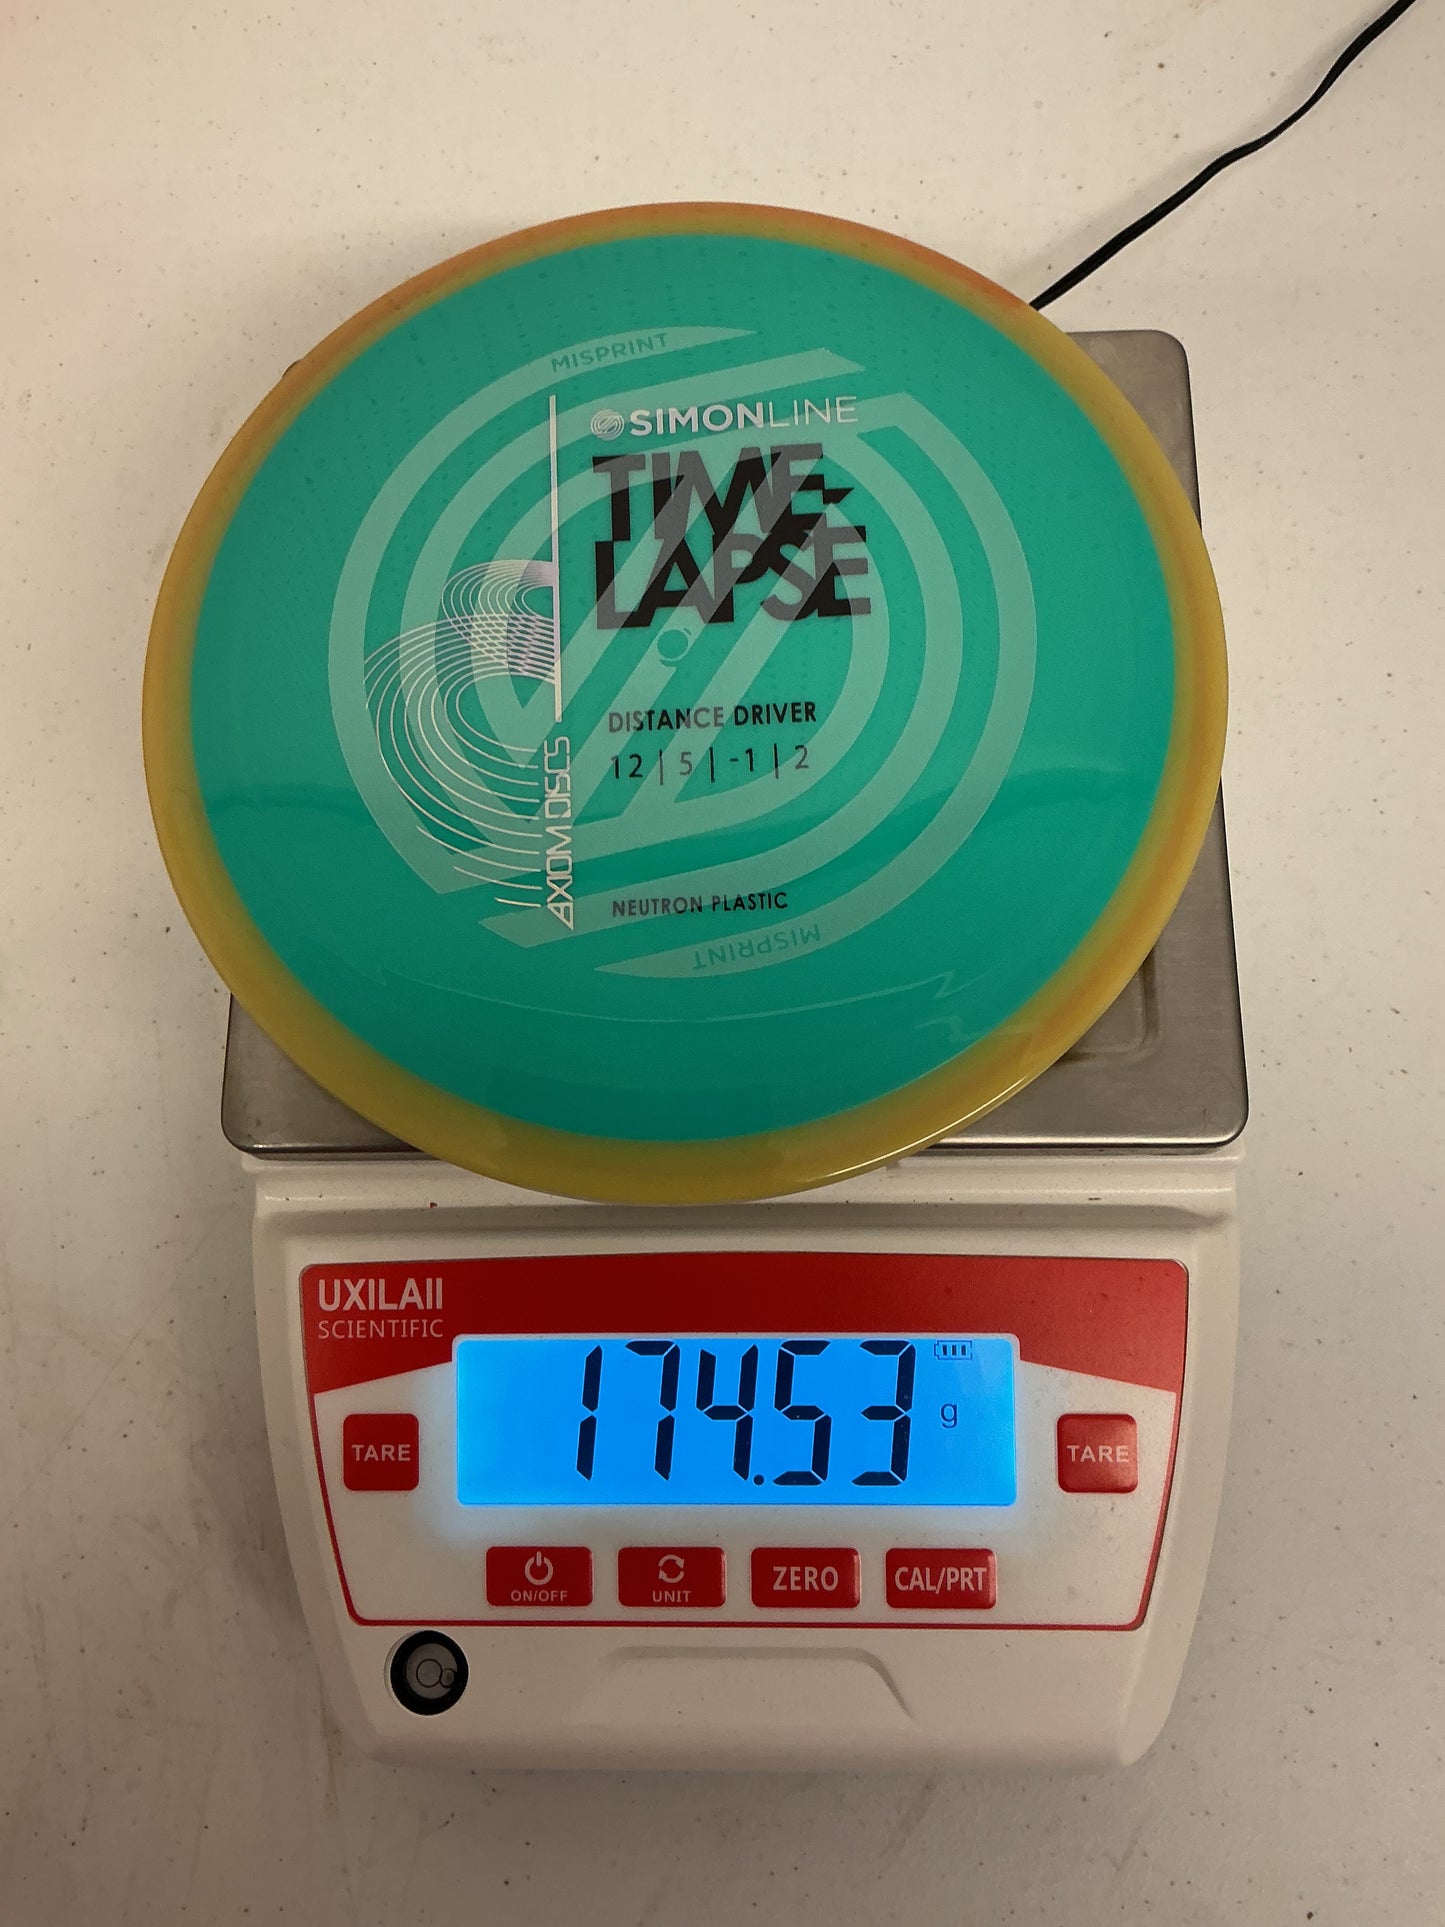 MISPRINT
SIMONLINE
TIME-
LAPSE
DISTANCE DRIVER
12 | 5 | -1 | 2
AXIOM DISCS
NEUTRON PLASTIC
MISPRINT
UXILAII
SCIENTIFIC
174.53 g
TARE
TARE
ON/OFF
UNIT
ZERO
CAL/PRT